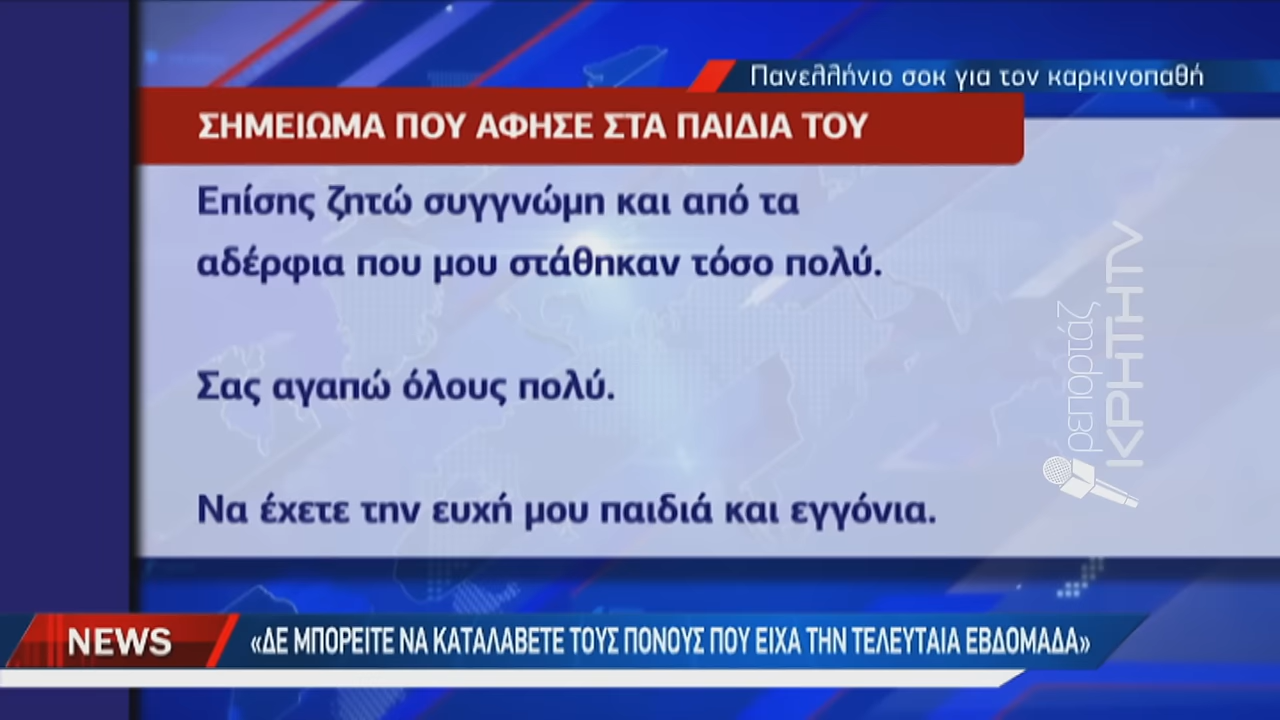 Πανελλήνιο σοκ για τον καρκινοπαθή
ΣΗΜΕΙΩΜΑ ΠΟΥ ΑΦΗΣΕ ΣΤΑ ΠΑΙΔΙΑ ΤΟΥ
Επίσης ζητώ συγγνώμη και από τα
αδέρφια που μου στάθηκαν τόσο πολύ.
Σας αγαπώ όλους πολύ.
Να έχετε την ευχή μου παιδιά και εγγόνια.
ρεπορτάζ
ΚΡΗΤΗTV
NEWS
«ΔΕ ΜΠΟΡΕΙΤΕ ΝΑ ΚΑΤΑΛΑΒΕΤΕ ΤΟΥΣ ΠΟΝΟΥΣ ΠΟΥ ΕΙΧΑ ΤΗΝ ΤΕΛΕΥΤΑΙΑ ΕΒΔΟΜΑΔΑ»